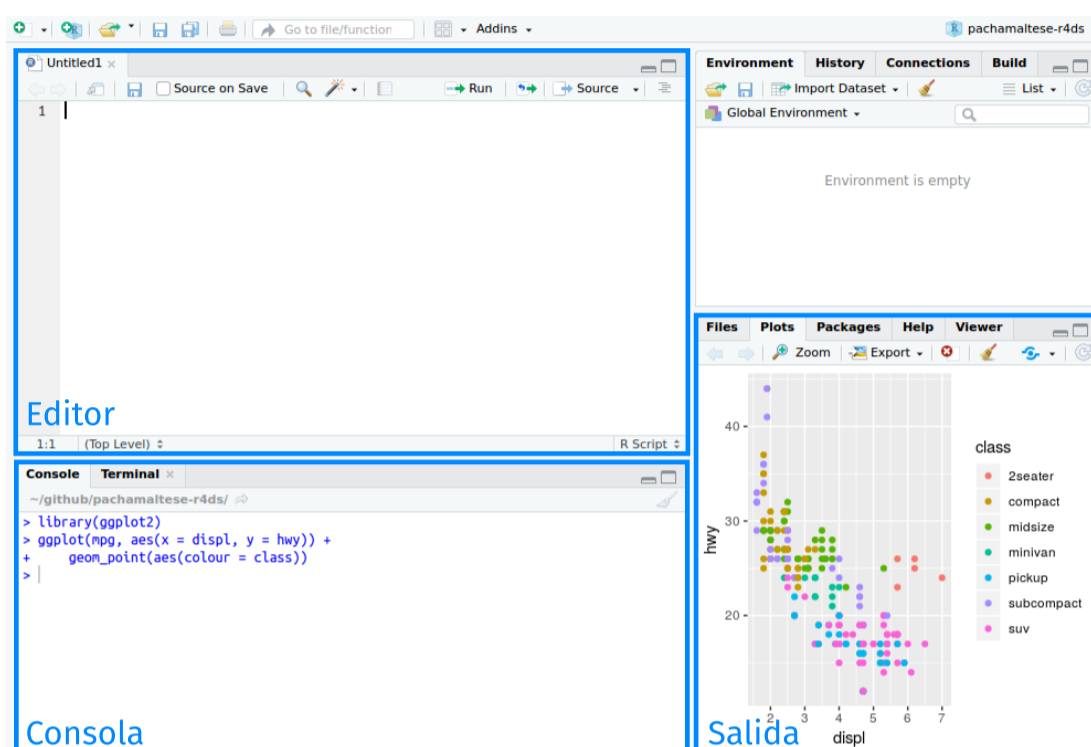 Go to file/function Addins pachamaltese-r4ds
Untitled1
Source on Save Run Source
1
Editor
1:1 (Top Level) R Script
Console Terminal
~/github/pachamaltese-r4ds/
> library(ggplot2)
> ggplot(mpg, aes(x = displ, y = hwy)) +
+     geom_point(aes(colour = class))
>
Consola
Environment History Connections Build
Import Dataset List
Global Environment
Environment is empty
Files Plots Packages Help Viewer
Zoom Export
40
30
20
hwy
2 3 4 5 6 7
displ
class
2seater
compact
midsize
minivan
pickup
subcompact
suv
Salida